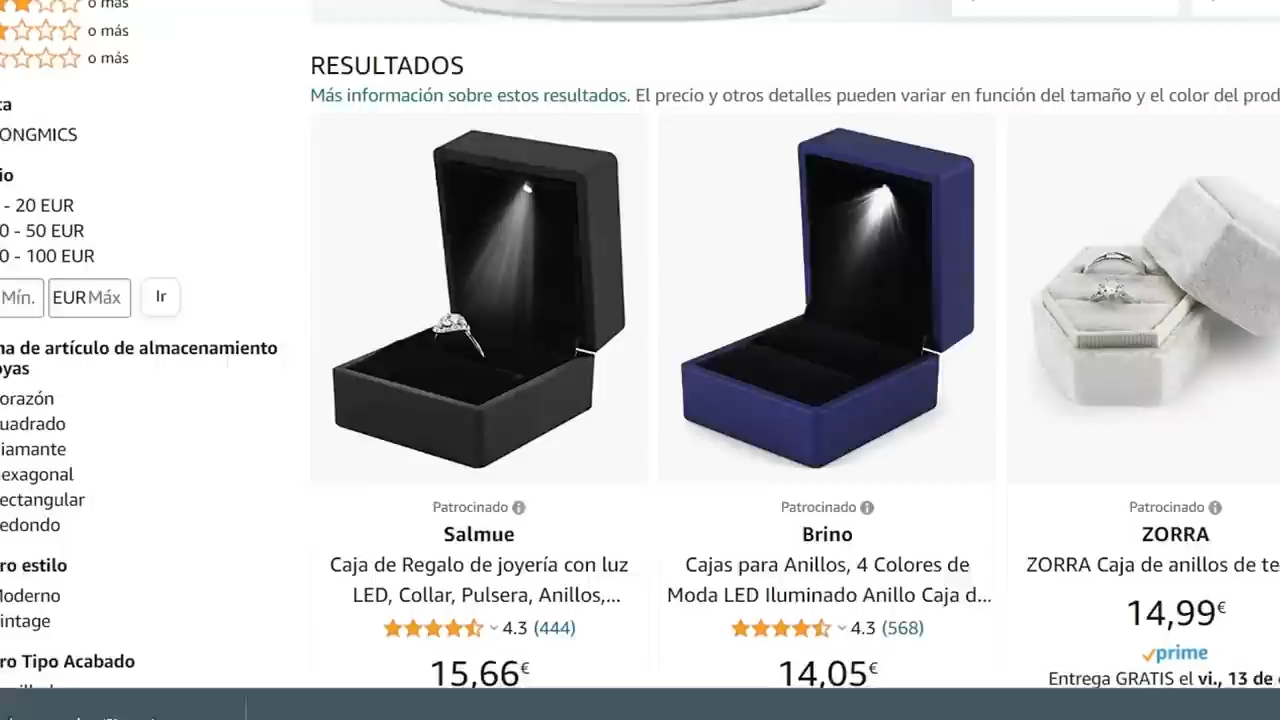 o más
o más
o más
ONGMICS
- 20 EUR
0 - 50 EUR
0 - 100 EUR
Mín.
EUR Máx
Ir
de artículo de almacenamiento
oyas
orazón
uadrado
iamante
exagonal
ectangular
edondo
ro estilo
Moderno
intage
ro Tipo Acabado
RESULTADOS
Más información sobre estos resultados. El precio y otros detalles pueden variar en función del tamaño y el color del prod
Patrocinado
Salmue
Caja de Regalo de joyería con luz
LED, Collar, Pulsera, Anillos,...
4.3 (444)
15,66€
Patrocinado
Brino
Cajas para Anillos, 4 Colores de
Moda LED Iluminado Anillo Caja d...
4.3 (568)
14,05€
Patrocinado
ZORRA
ZORRA Caja de anillos de te
14,99€
prime
Entrega GRATIS el vi., 13 de